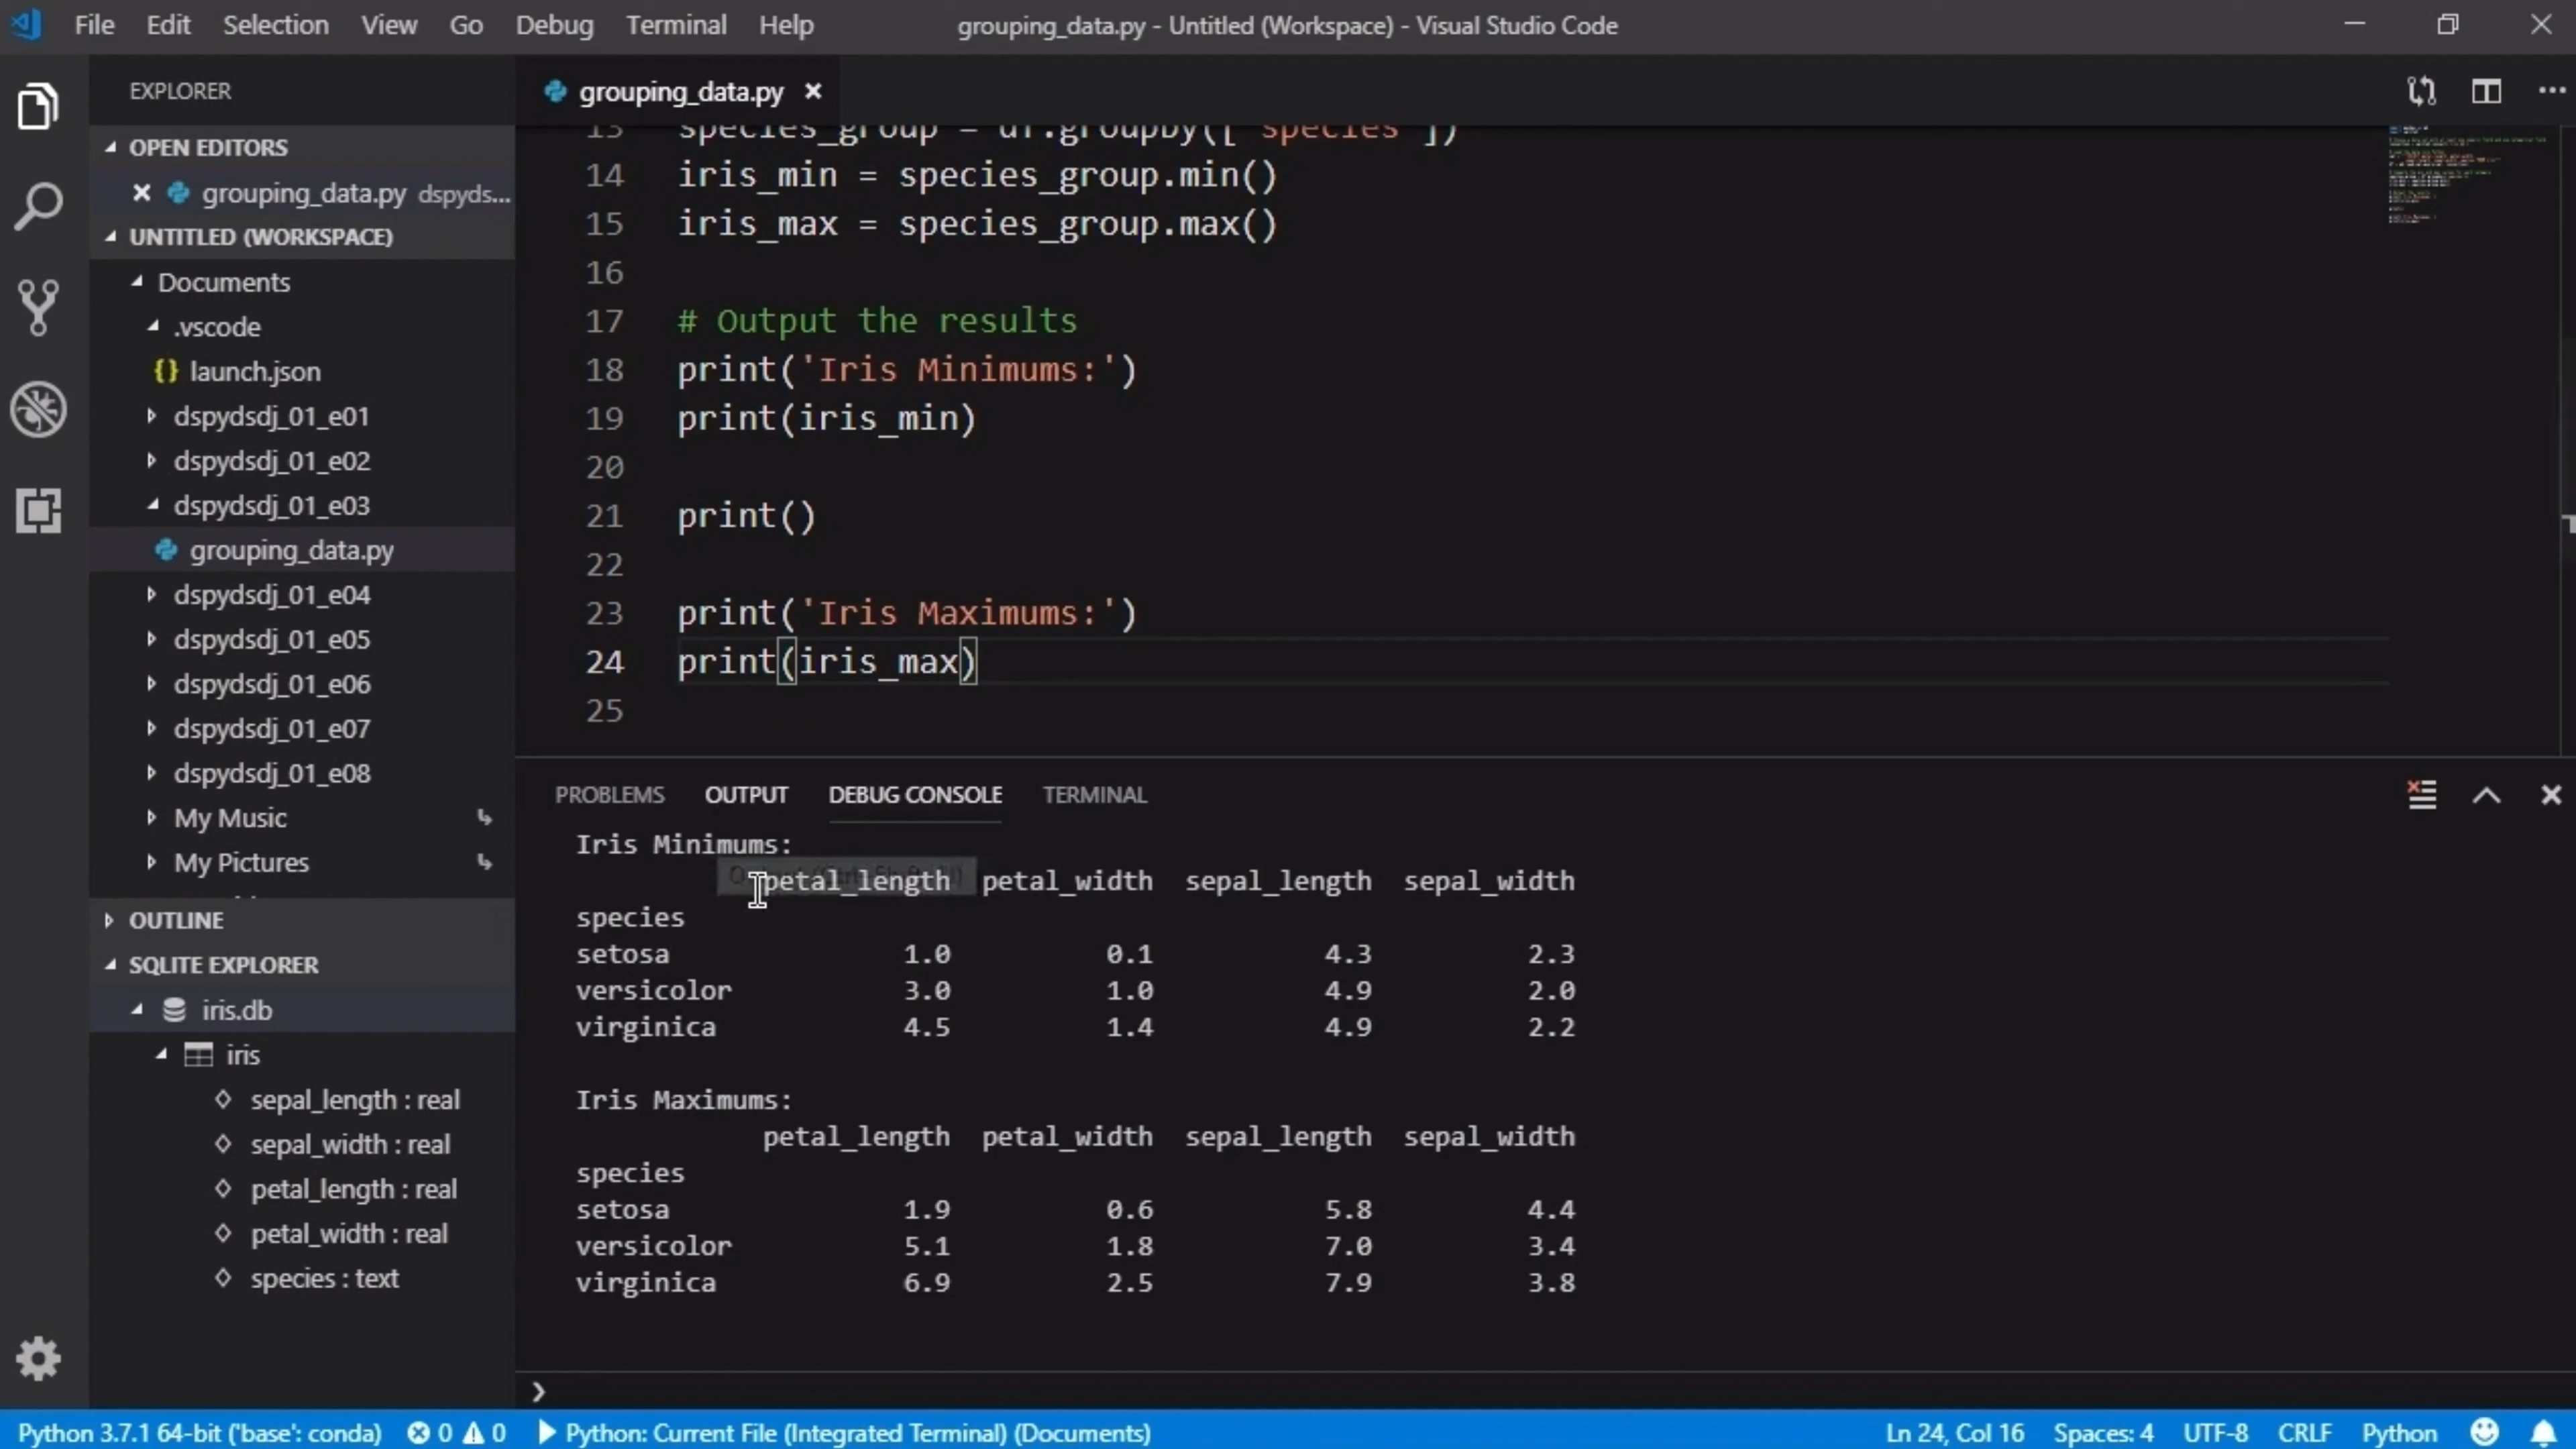 File Edit Selection View Go Debug Terminal Help
grouping_data.py - Untitled (Workspace) - Visual Studio Code
EXPLORER
OPEN EDITORS
grouping_data.py dspyds...
UNTITLED (WORKSPACE)
Documents
.vscode
{} launch.json
dspydsdj_01_e01
dspydsdj_01_e02
dspydsdj_01_e03
grouping_data.py
dspydsdj_01_e04
dspydsdj_01_e05
dspydsdj_01_e06
dspydsdj_01_e07
dspydsdj_01_e08
My Music
My Pictures
OUTLINE
SQLITE EXPLORER
iris.db
iris
sepal_length : real
sepal_width : real
petal_length : real
petal_width : real
species : text
grouping_data.py
13 species_group = df.groupby(['species'])
14 iris_min = species_group.min()
15 iris_max = species_group.max()
16
17 # Output the results
18 print('Iris Minimums:')
19 print(iris_min)
20
21 print()
22
23 print('Iris Maximums:')
24 print(iris_max)
25
PROBLEMS OUTPUT DEBUG CONSOLE TERMINAL
Iris Minimums:
petal_length petal_width sepal_length sepal_width
species
setosa 1.0 0.1 4.3 2.3
versicolor 3.0 1.0 4.9 2.0
virginica 4.5 1.4 4.9 2.2
Iris Maximums:
petal_length petal_width sepal_length sepal_width
species
setosa 1.9 0.6 5.8 4.4
versicolor 5.1 1.8 7.0 3.4
virginica 6.9 2.5 7.9 3.8
Python 3.7.1 64-bit ('base': conda) 0 0 Python: Current File (Integrated Terminal) (Documents) Ln 24, Col 16 Spaces: 4 UTF-8 CRLF Python